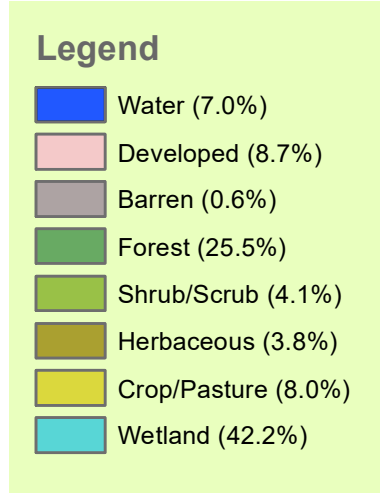 Legend
Water (7.0%)
Developed (8.7%)
Barren (0.6%)
Forest (25.5%)
Shrub/Scrub (4.1%)
Herbaceous (3.8%)
Crop/Pasture (8.0%)
Wetland (42.2%)